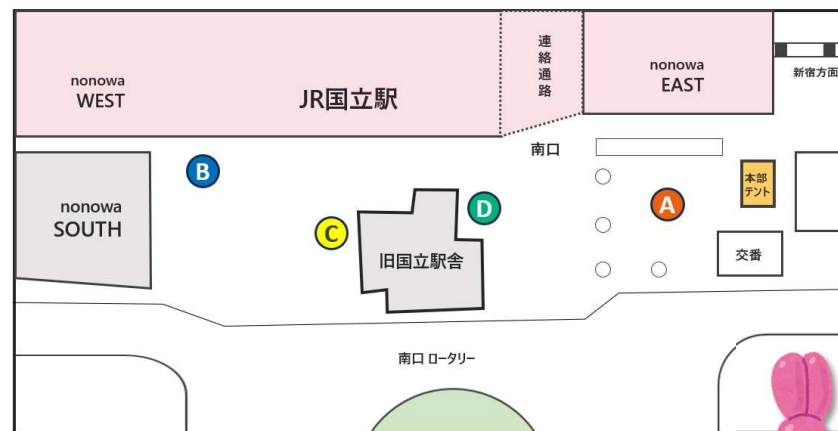 nonowa
WEST
JR国立駅
連絡通路
nonowa
EAST
新宿方面
南口
B
nonowa
SOUTH
C
D
A
本部
テント
旧国立駅舎
交番
南口 ロータリー